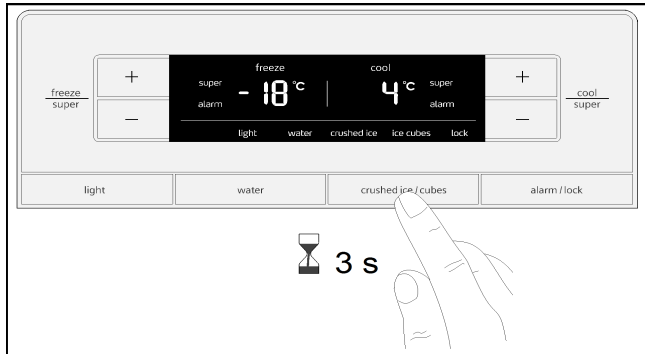 freeze
super
+
—
freeze
cool
super
alarm
- 18 °C
4 °C
super
alarm
light water crushed ice ice cubes lock
+
—
cool
super
light water crushed ice / cubes alarm / lock
3 s